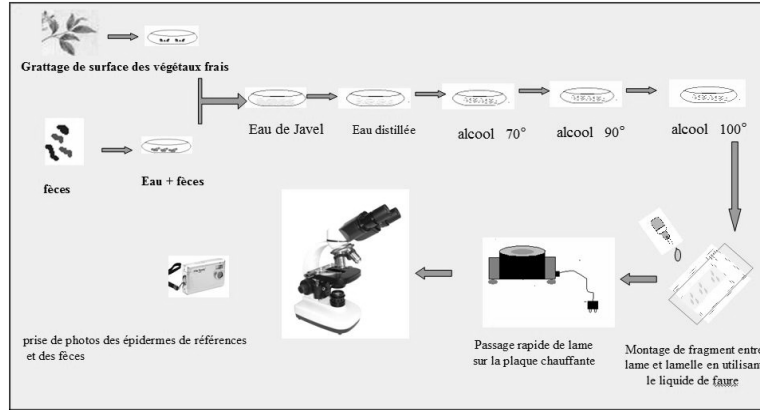 Grattage de surface des végétaux frais
Eau de Javel
Eau distillée
alcool 70°
alcool 90°
alcool 100°
fèces
Eau + fèces
prise de photos des épidermes de références
et des fèces
Passage rapide de lame
sur la plaque chauffante
Montage de fragment entre
lame et lamelle en utilisant
le liquide de faure